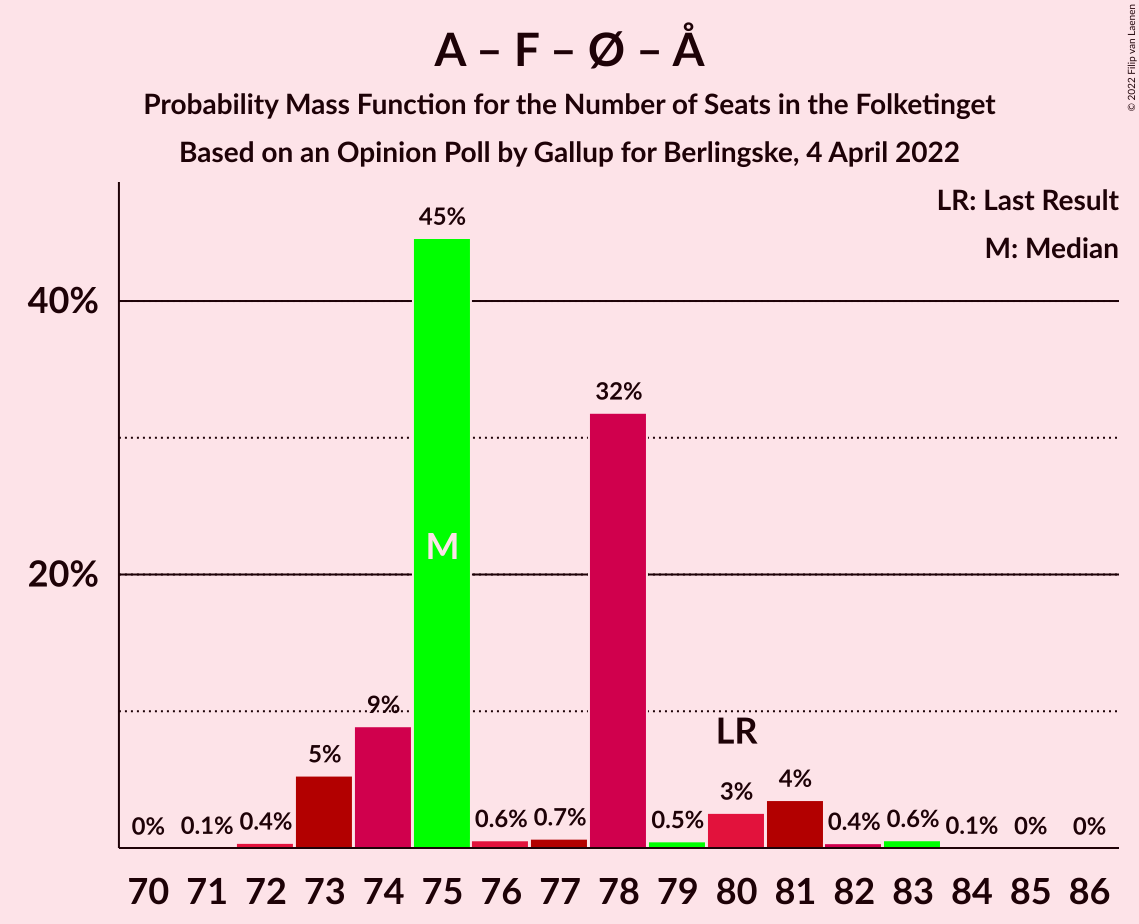 A – F – Ø – Å
Probability Mass Function for the Number of Seats in the Folketinget
Based on an Opinion Poll by Gallup for Berlingske, 4 April 2022
© 2022 Filip van Laenen
LR: Last Result
M: Median
45%
40%
32%
M
20%
9%
LR
5%
4%
3%
0% 0.1% 0.4% 0.6% 0.7% 0.5% 0.4% 0.6% 0.1% 0% 0%
70 71 72 73 74 75 76 77 78 79 80 81 82 83 84 85 86